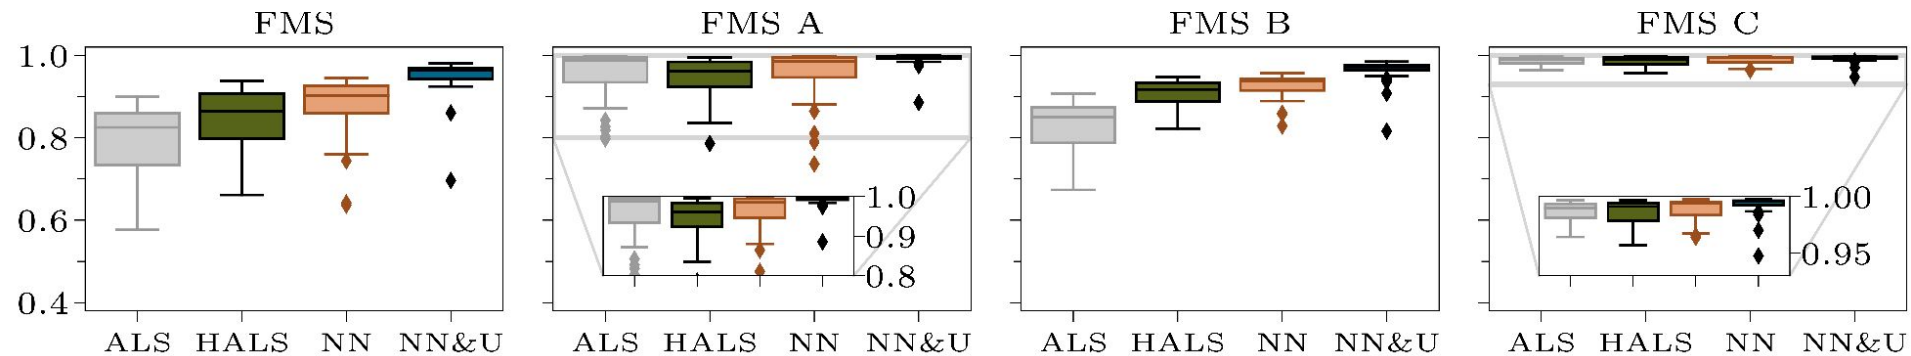 FMS FMS A FMS B FMS C
1.0
0.8
0.6
0.4
1.0
0.9
0.8
1.00
0.95
ALS HALS NN NN&U
ALS HALS NN NN&U
ALS HALS NN NN&U
ALS HALS NN NN&U